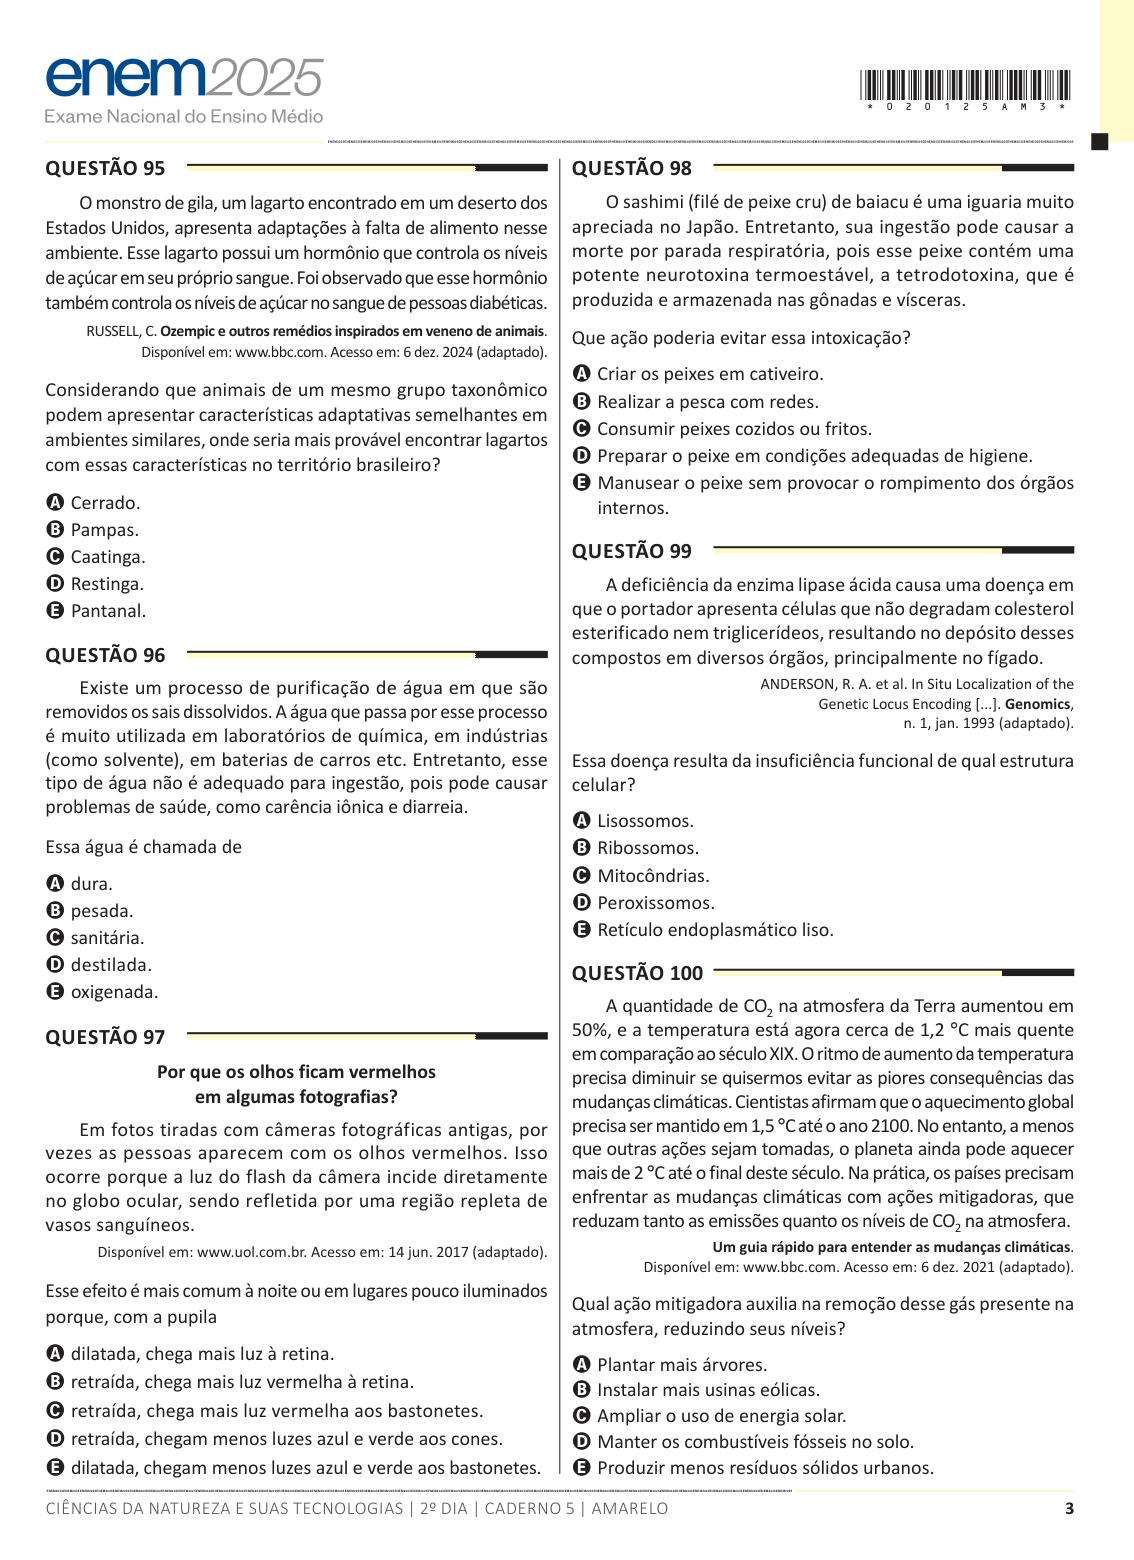 enem2025
Exame Nacional do Ensino Médio
*020125AM3*
QUESTÃO 95
O monstro de gila, um lagarto encontrado em um deserto dos
Estados Unidos, apresenta adaptações à falta de alimento nesse
ambiente. Esse lagarto possui um hormônio que controla os níveis
de açúcar em seu próprio sangue. Foi observado que esse hormônio
também controla os níveis de açúcar no sangue de pessoas diabéticas.
RUSSELL, C. Ozempic e outros remédios inspirados em veneno de animais.
Disponível em: www.bbc.com. Acesso em: 6 dez. 2024 (adaptado).
Considerando que animais de um mesmo grupo taxonômico
podem apresentar características adaptativas semelhantes em
ambientes similares, onde seria mais provável encontrar lagartos
com essas características no território brasileiro?
A Cerrado.
B Pampas.
C Caatinga.
D Restinga.
E Pantanal.
QUESTÃO 96
Existe um processo de purificação de água em que são
removidos os sais dissolvidos. A água que passa por esse processo
é muito utilizada em laboratórios de química, em indústrias
(como solvente), em baterias de carros etc. Entretanto, esse
tipo de água não é adequado para ingestão, pois pode causar
problemas de saúde, como carência iônica e diarreia.
Essa água é chamada de
A dura.
B pesada.
C sanitária.
D destilada.
E oxigenada.
QUESTÃO 97
Por que os olhos ficam vermelhos
em algumas fotografias?
Em fotos tiradas com câmeras fotográficas antigas, por
vezes as pessoas aparecem com os olhos vermelhos. Isso
ocorre porque a luz do flash da câmera incide diretamente
no globo ocular, sendo refletida por uma região repleta de
vasos sanguíneos.
Disponível em: www.uol.com.br. Acesso em: 14 jun. 2017 (adaptado).
Esse efeito é mais comum à noite ou em lugares pouco iluminados
porque, com a pupila
A dilatada, chega mais luz à retina.
B retraída, chega mais luz vermelha à retina.
C retraída, chega mais luz vermelha aos bastonetes.
D retraída, chegam menos luzes azul e verde aos cones.
E dilatada, chegam menos luzes azul e verde aos bastonetes.
QUESTÃO 98
O sashimi (filé de peixe cru) de baiacu é uma iguaria muito
apreciada no Japão. Entretanto, sua ingestão pode causar a
morte por parada respiratória, pois esse peixe contém uma
potente neurotoxina termoestável, a tetrodotoxina, que é
produzida e armazenada nas gônadas e vísceras.
Que ação poderia evitar essa intoxicação?
A Criar os peixes em cativeiro.
B Realizar a pesca com redes.
C Consumir peixes cozidos ou fritos.
D Preparar o peixe em condições adequadas de higiene.
E Manusear o peixe sem provocar o rompimento dos órgãos
internos.
QUESTÃO 99
A deficiência da enzima lipase ácida causa uma doença em
que o portador apresenta células que não degradam colesterol
esterificado nem triglicerídeos, resultando no depósito desses
compostos em diversos órgãos, principalmente no fígado.
ANDERSON, R. A. et al. In Situ Localization of the
Genetic Locus Encoding [...]. Genomics,
n. 1, jan. 1993 (adaptado).
Essa doença resulta da insuficiência funcional de qual estrutura
celular?
A Lisossomos.
B Ribossomos.
C Mitocôndrias.
D Peroxissomos.
E Retículo endoplasmático liso.
QUESTÃO 100
A quantidade de CO₂ na atmosfera da Terra aumentou em
50%, e a temperatura está agora cerca de 1,2 °C mais quente
em comparação ao século XIX. O ritmo de aumento da temperatura
precisa diminuir se quisermos evitar as piores consequências das
mudanças climáticas. Cientistas afirmam que o aquecimento global
precisa ser mantido em 1,5 °C até o ano 2100. No entanto, a menos
que outras ações sejam tomadas, o planeta ainda pode aquecer
mais de 2 °C até o final deste século. Na prática, os países precisam
enfrentar as mudanças climáticas com ações mitigadoras, que
reduzam tanto as emissões quanto os níveis de CO₂ na atmosfera.
Um guia rápido para entender as mudanças climáticas.
Disponível em: www.bbc.com. Acesso em: 6 dez. 2021 (adaptado).
Qual ação mitigadora auxilia na remoção desse gás presente na
atmosfera, reduzindo seus níveis?
A Plantar mais árvores.
B Instalar mais usinas eólicas.
C Ampliar o uso de energia solar.
D Manter os combustíveis fósseis no solo.
E Produzir menos resíduos sólidos urbanos.
CIÊNCIAS DA NATUREZA E SUAS TECNOLOGIAS | 2º DIA | CADERNO 5 | AMARELO
3